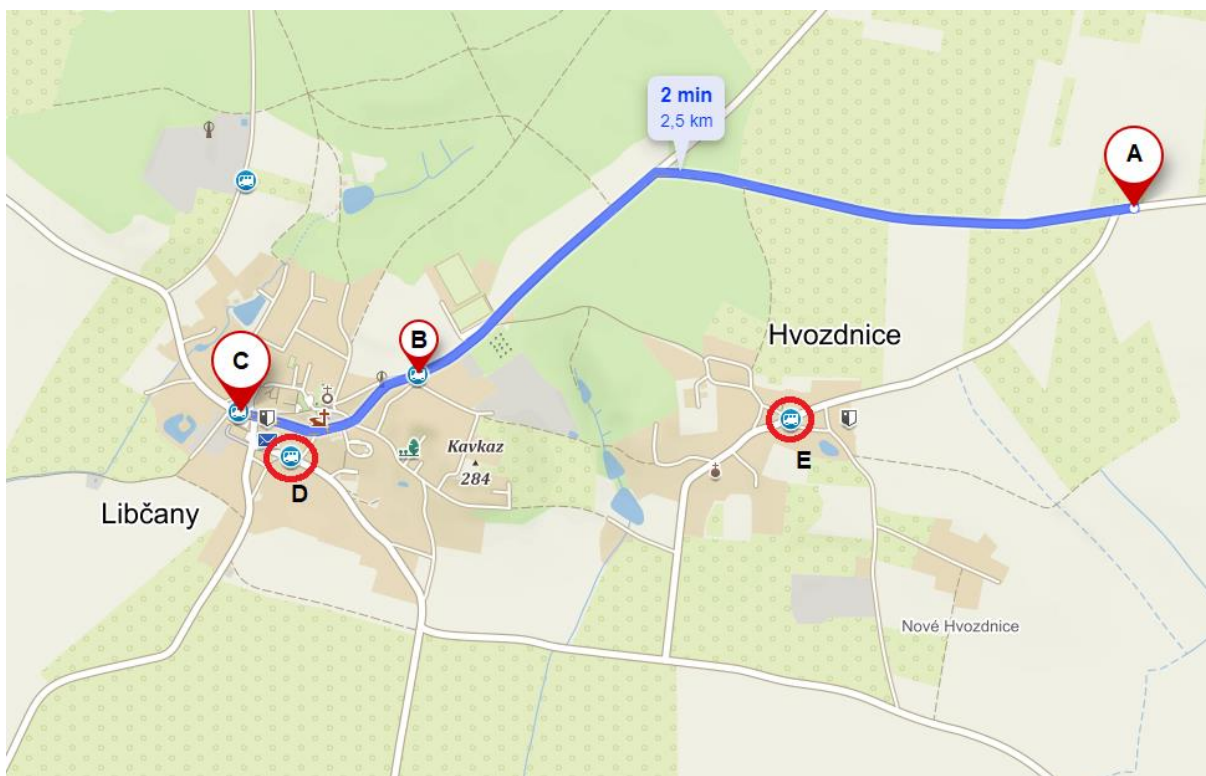 2 min
2,5 km
A
B
C
Hvozdnice
E
Kavkaz
284
D
Libčany
Nové Hvozdnice